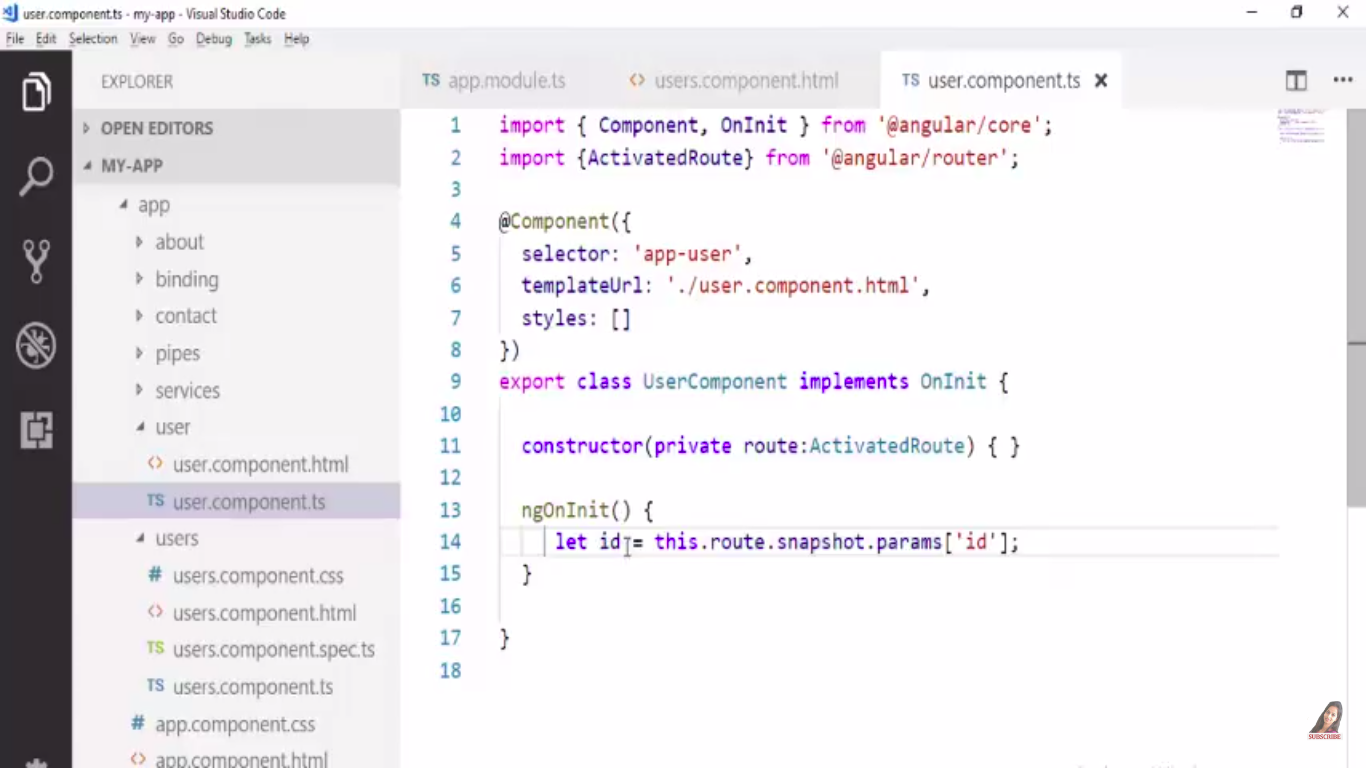 user.component.ts - my-app - Visual Studio Code
File Edit Selection View Go Debug Tasks Help
EXPLORER
OPEN EDITORS
MY-APP
app
about
binding
contact
pipes
services
user
<> user.component.html
TS user.component.ts
users
# users.component.css
<> users.component.html
TS users.component.spec.ts
TS users.component.ts
# app.component.css
<> app.component.html
TS app.module.ts
<> users.component.html
TS user.component.ts
1 import { Component, OnInit } from '@angular/core';
2 import {ActivatedRoute} from '@angular/router';
3
4 @Component({
5 selector: 'app-user',
6 templateUrl: './user.component.html',
7 styles: []
8 })
9 export class UserComponent implements OnInit {
10
11 constructor(private route:ActivatedRoute) { }
12
13 ngOnInit() {
14 let id = this.route.snapshot.params['id'];
15 }
16
17 }
18
SUBSCRIBE